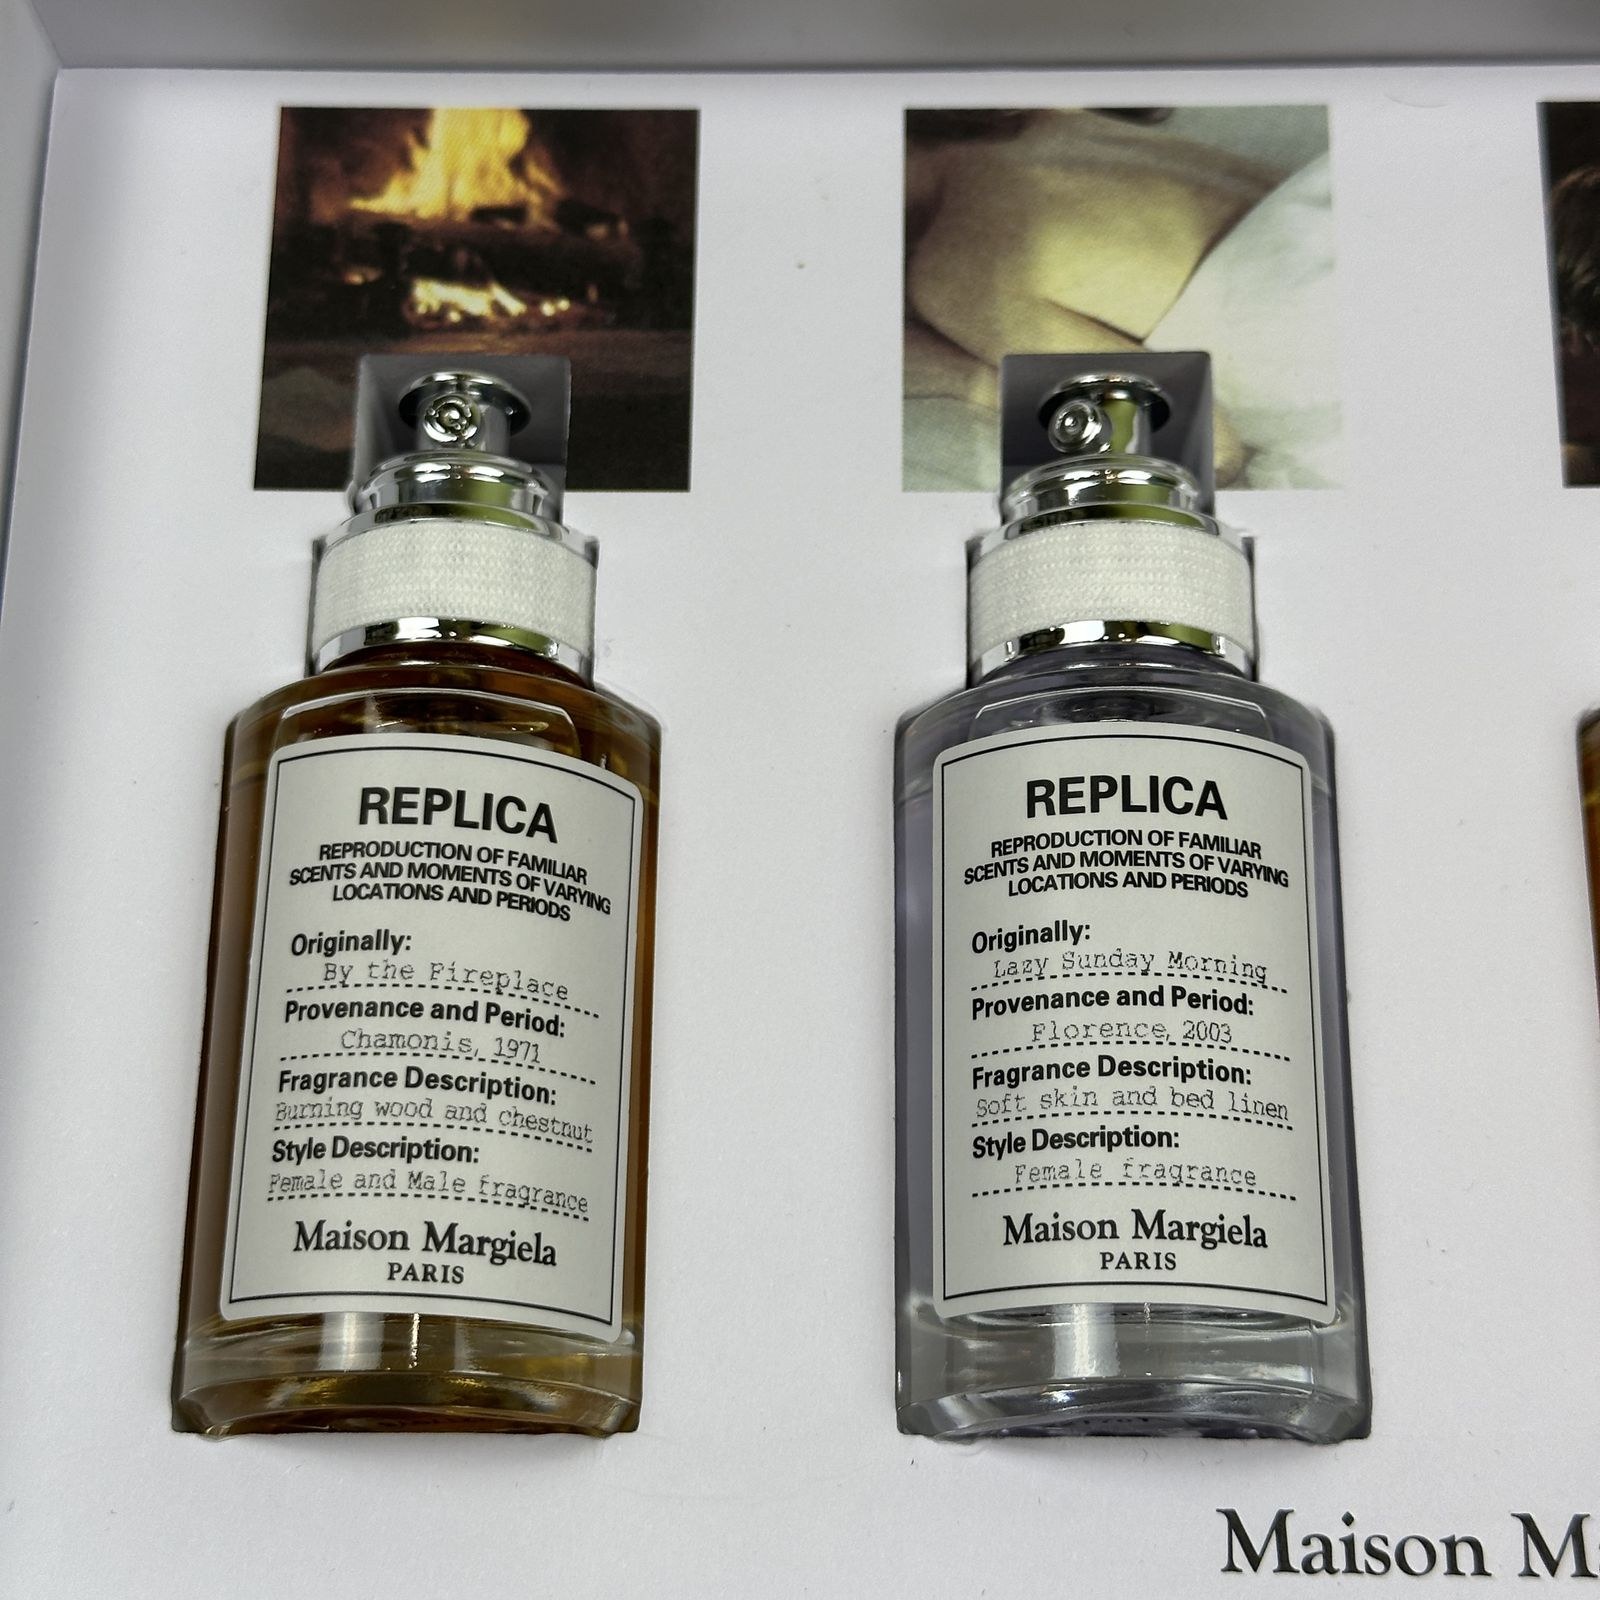 REPLICA
REPRODUCTION OF FAMILIAR
SCENTS AND MOMENTS OF VARYING
LOCATIONS AND PERIODS
Originally:
By the Fireplace
Provenance and Period:
Chamonis, 1971
Fragrance Description:
Burning wood and chestnut
Style Description:
Female and Male fragrance
Maison Margiela
PARIS
REPLICA
REPRODUCTION OF FAMILIAR
SCENTS AND MOMENTS OF VARYING
LOCATIONS AND PERIODS
Originally:
Lazy Sunday Morning
Provenance and Period:
Florence, 2003
Fragrance Description:
Soft skin and bed linen
Style Description:
Female fragrance
Maison Margiela
PARIS
Maison